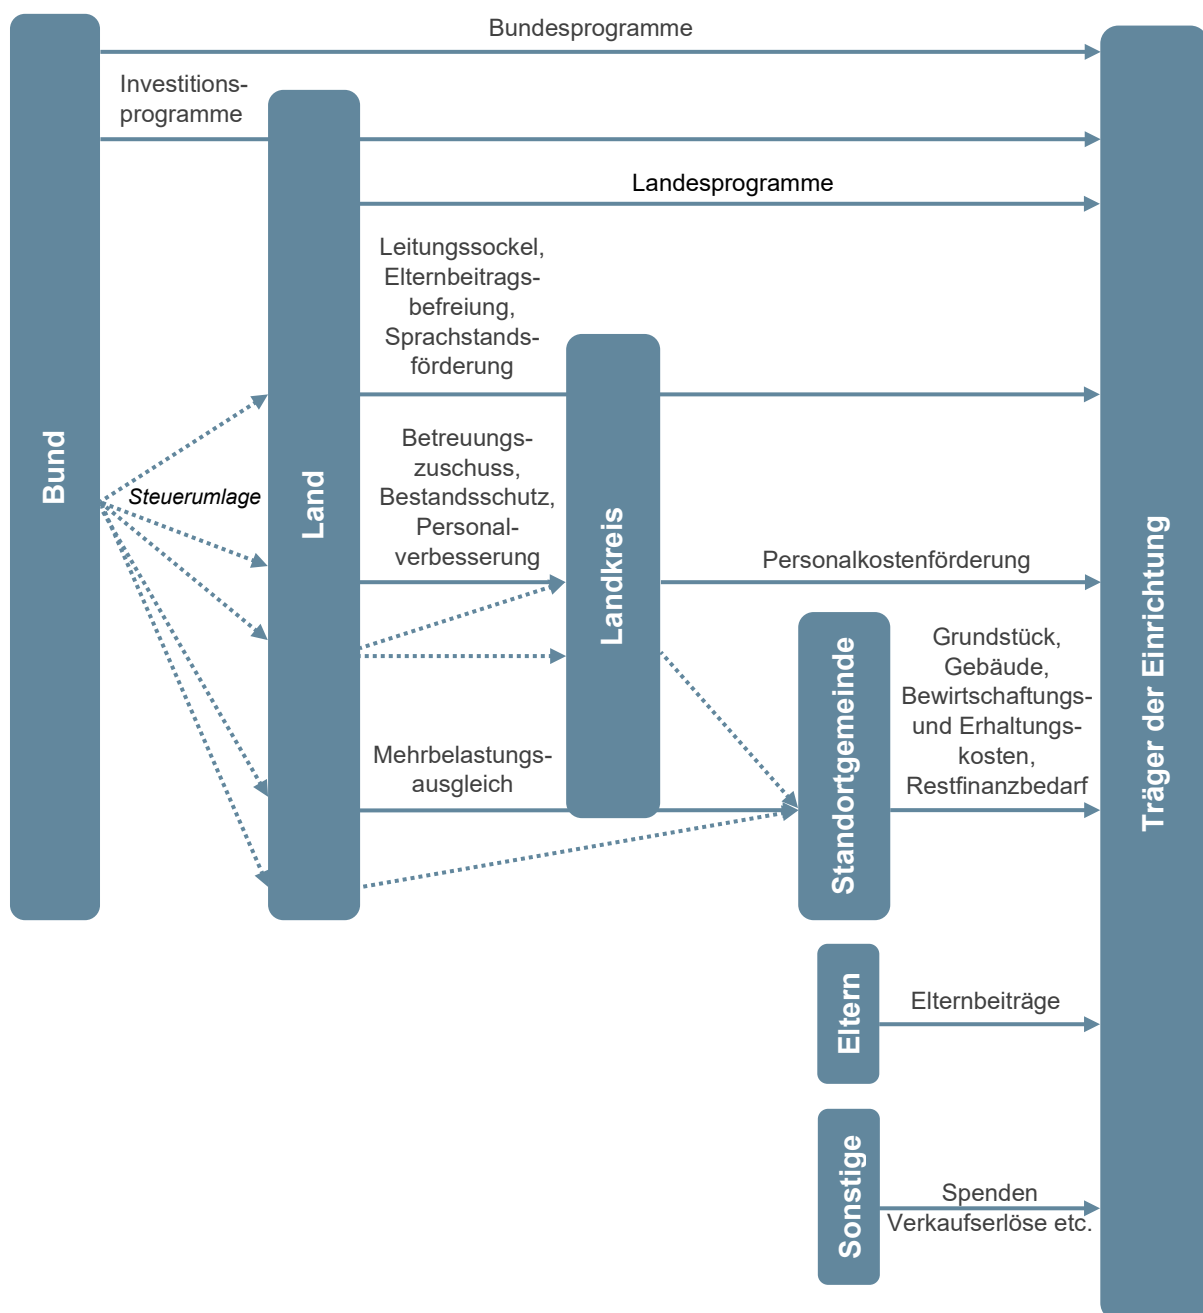 Bundesprogramme
Investitions-
programme
Landesprogramme
Leitungssockel,
Elternbeitrags-
befreiung,
Sprachstands-
förderung
Bund
Steuerumlage
Land
Betreuungs-
zuschuss,
Bestandsschutz,
Personal-
verbesserung
Landkreis
Personalkostenförderung
Träger der Einrichtung
Mehrbelastungs-
ausgleich
Standortgemeinde
Grundstück,
Gebäude,
Bewirtschaftungs-
und Erhaltungs-
kosten,
Restfinanzbedarf
Eltern
Elternbeiträge
Sonstige
Spenden
Verkaufserlöse etc.